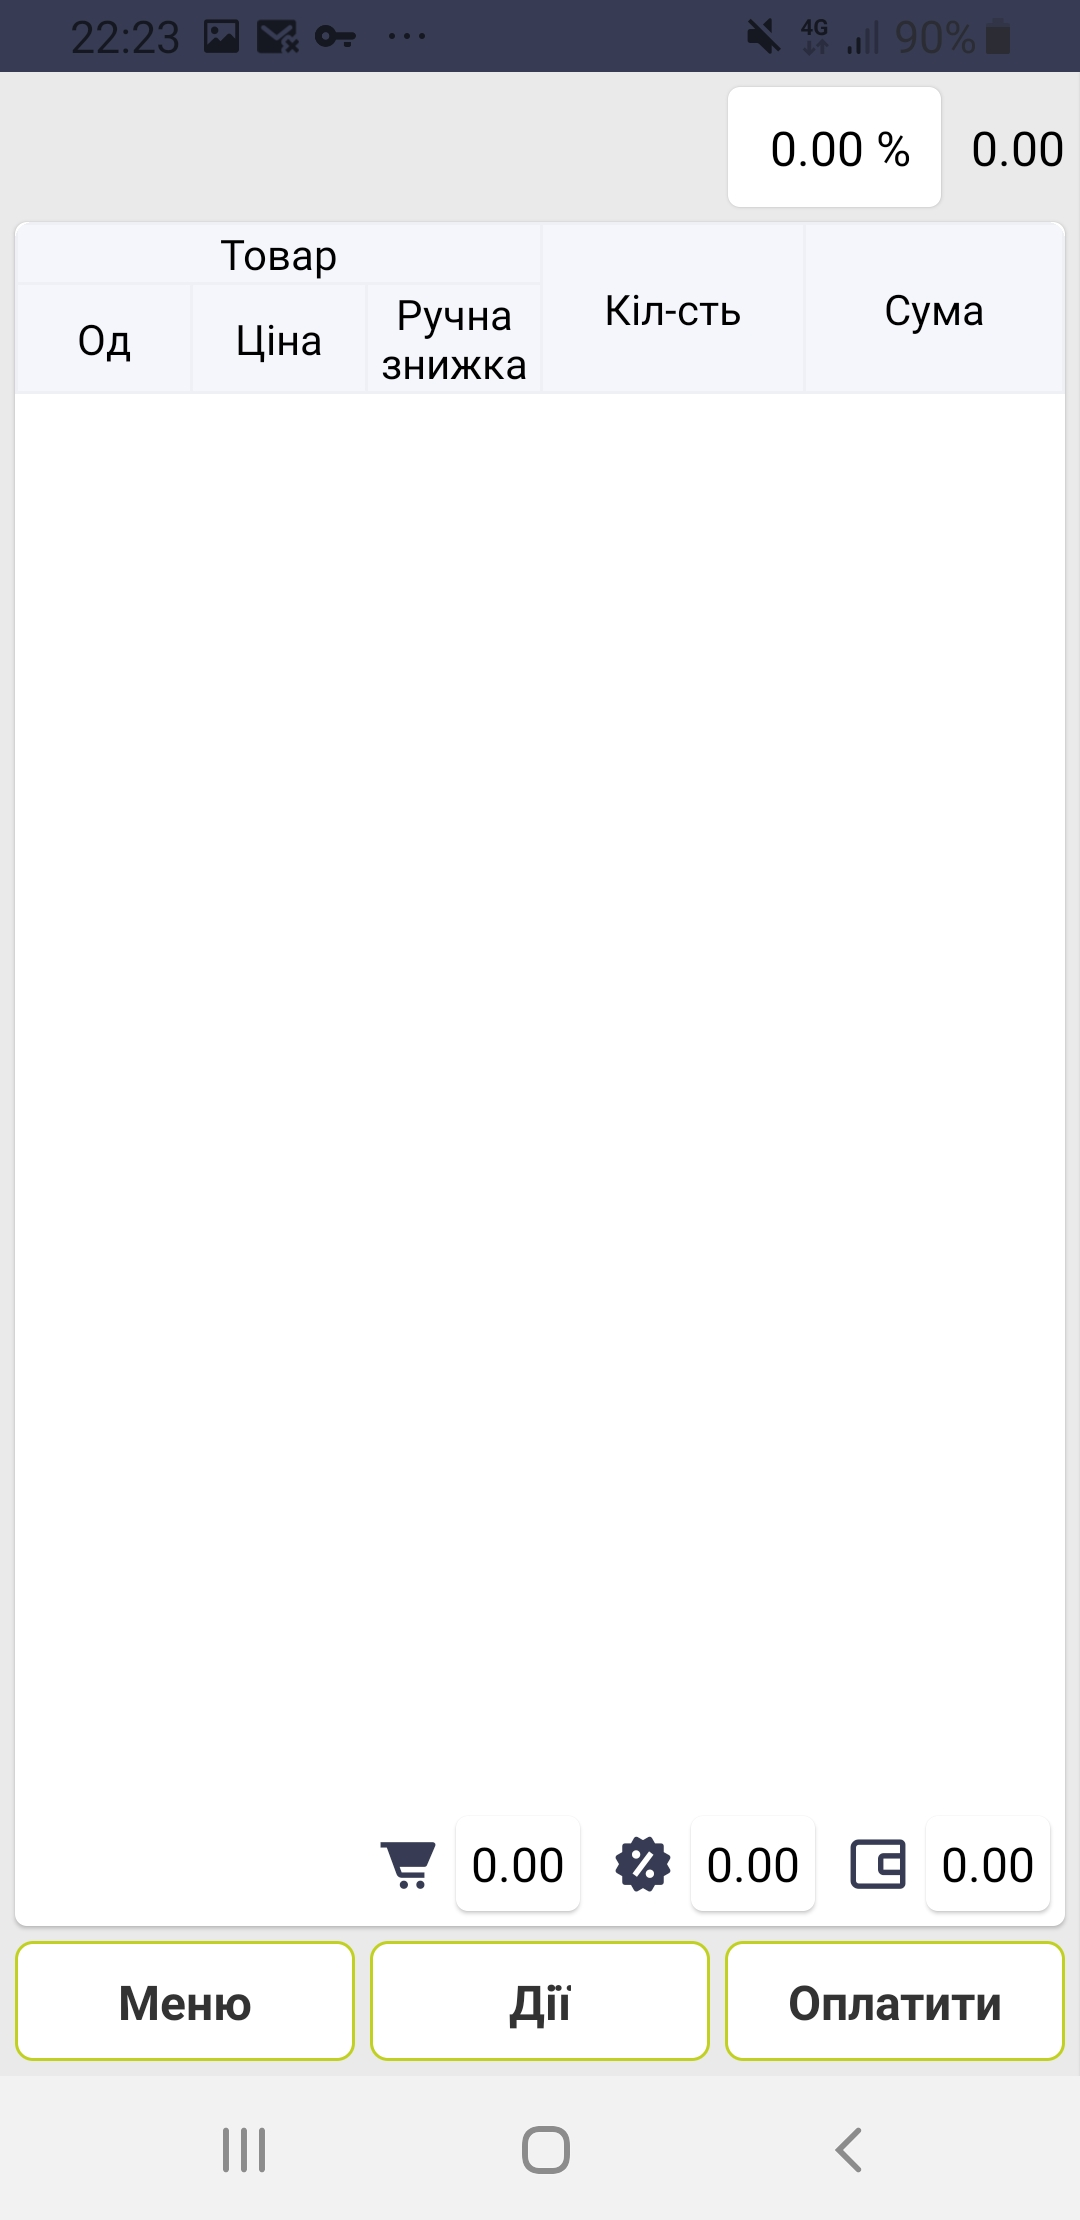 22:23 4G 90%
0.00 % 0.00
Товар
Од Ціна Ручна знижка Кіл-сть Сума
0.00 0.00 0.00
Меню Дії Оплатити